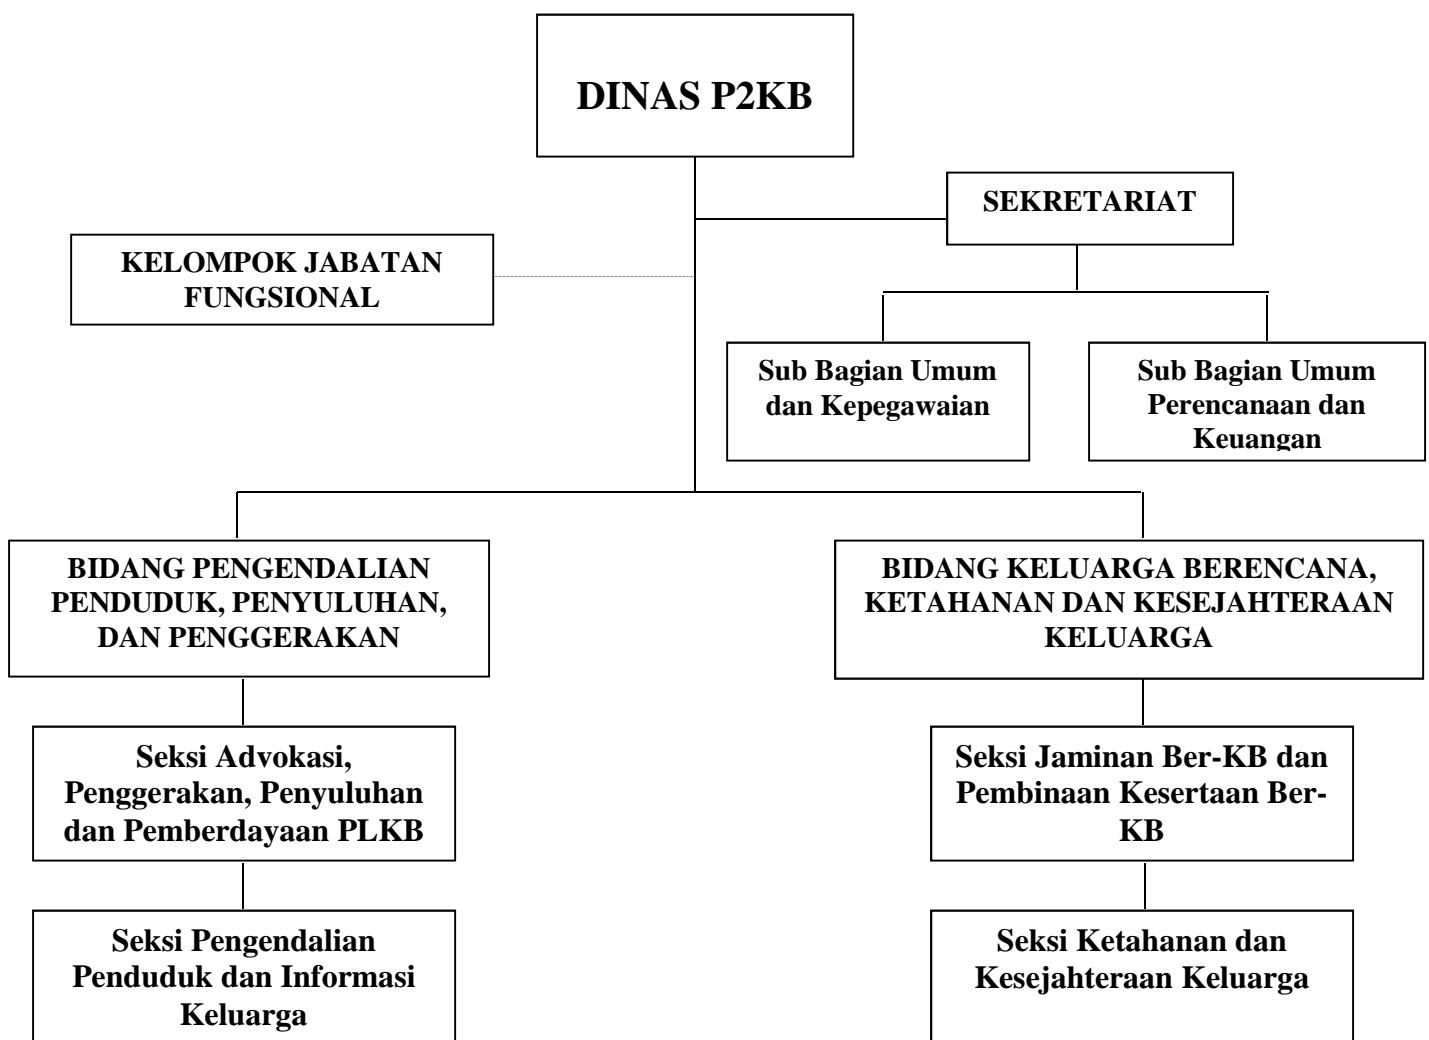 DINAS P2KB
SEKRETARIAT
KELOMPOK JABATAN
FUNGSIONAL
Sub Bagian Umum
dan Kepegawaian
Sub Bagian Umum
Perencanaan dan
Keuangan
BIDANG PENGENDALIAN
PENDUDUK, PENYULUHAN,
DAN PENGGERAKAN
BIDANG KELUARGA BERENCANA,
KETAHANAN DAN KESEJAHTERAAN
KELUARGA
Seksi Advokasi,
Penggerakan, Penyuluhan
dan Pemberdayaan PLKB
Seksi Jaminan Ber-KB dan
Pembinaan Kesertaan Ber-
KB
Seksi Pengendalian
Penduduk dan Informasi
Keluarga
Seksi Ketahanan dan
Kesejahteraan Keluarga